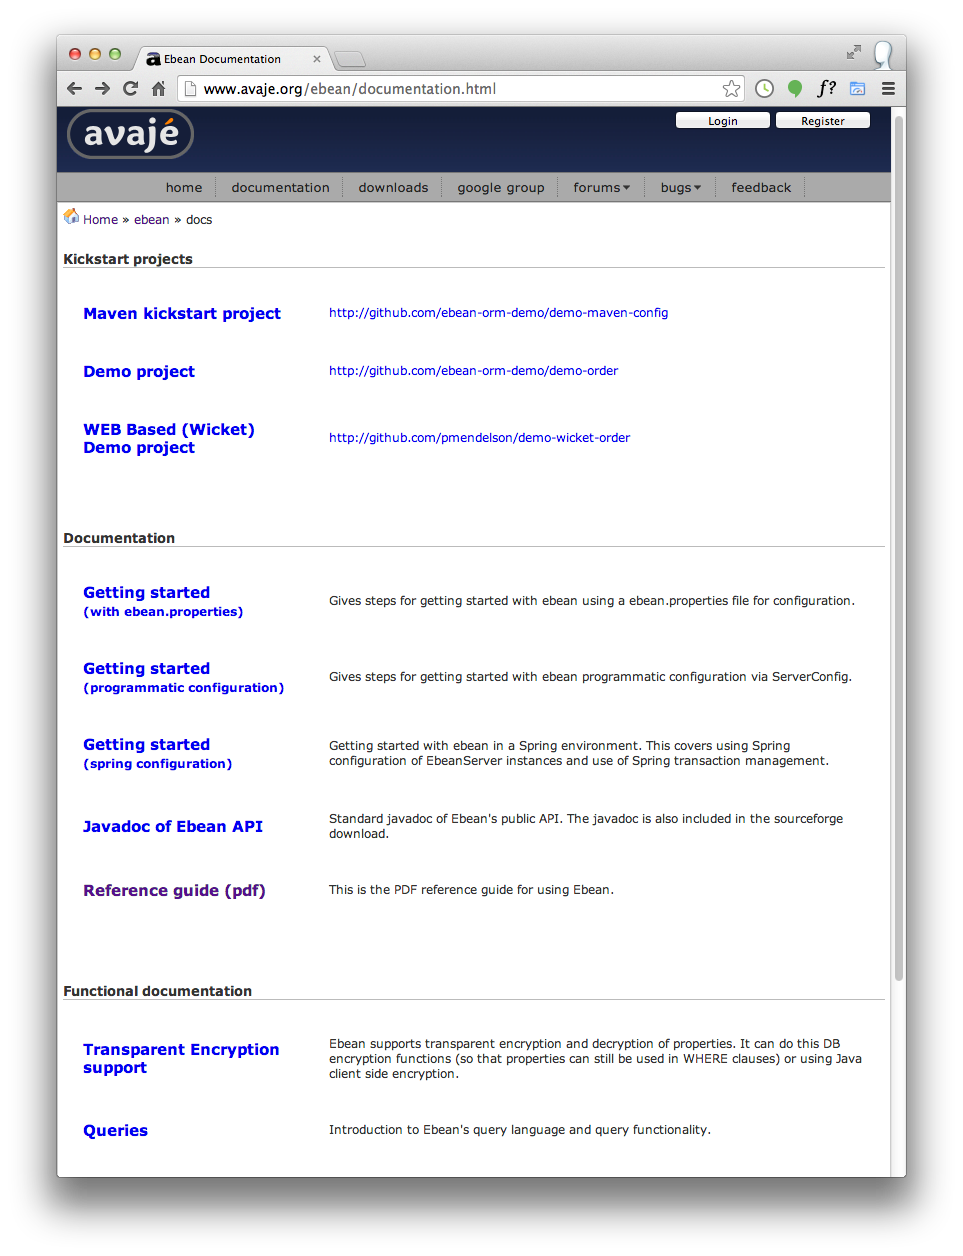 Ebean Documentation
www.avaje.org/ebean/documentation.html
f?
avajé
Login
Register
home
documentation
downloads
google group
forums
bugs
feedback
Home » ebean » docs
Kickstart projects
Maven kickstart project
http://github.com/ebean-orm-demo/demo-maven-config
Demo project
http://github.com/ebean-orm-demo/demo-order
WEB Based (Wicket)
Demo project
http://github.com/pmendelson/demo-wicket-order
Documentation
Getting started
(with ebean.properties)
Gives steps for getting started with ebean using a ebean.properties file for configuration.
Getting started
(programmatic configuration)
Gives steps for getting started with ebean programmatic configuration via ServerConfig.
Getting started
(spring configuration)
Getting started with ebean in a Spring environment. This covers using Spring
configuration of EbeanServer instances and use of Spring transaction management.
Javadoc of Ebean API
Standard javadoc of Ebean's public API. The javadoc is also included in the sourceforge
download.
Reference guide (pdf)
This is the PDF reference guide for using Ebean.
Functional documentation
Transparent Encryption
support
Ebean supports transparent encryption and decryption of properties. It can do this DB
encryption functions (so that properties can still be used in WHERE clauses) or using Java
client side encryption.
Queries
Introduction to Ebean's query language and query functionality.